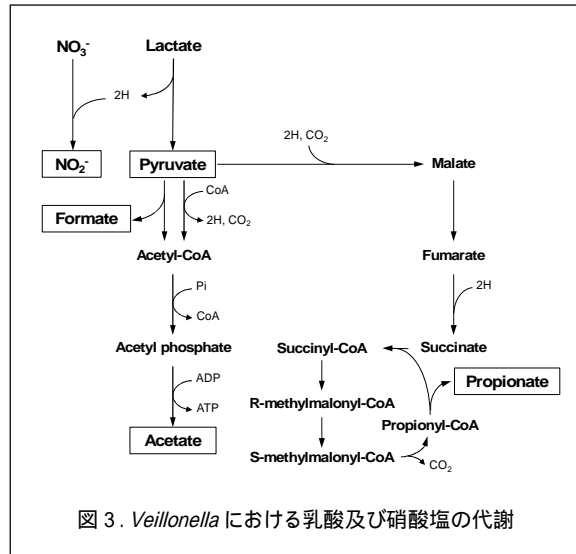 NO₃⁻
Lactate
2H
2H, CO₂
NO₂⁻
Pyruvate
Malate
CoA
Formate
2H, CO₂
Acetyl-CoA
Fumarate
Pi
2H
CoA
Acetyl phosphate
Succinyl-CoA
Succinate
ADP
Propionate
R-methylmalonyl-CoA
ATP
Propionyl-CoA
Acetate
S-methylmalonyl-CoA
CO₂
図 3 . Veillonella における乳酸及び硝酸塩の代謝